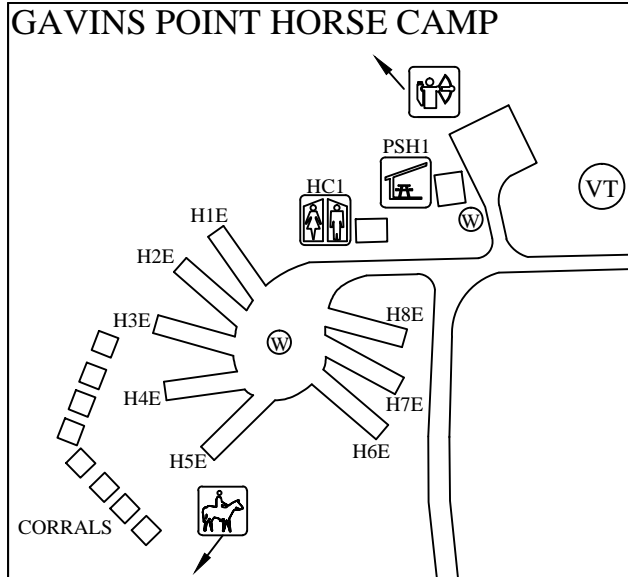 GAVINS POINT HORSE CAMP
PSH1
HC1
VT
W
H1E
H2E
H3E
H8E
W
H4E
H7E
H6E
H5E
CORRALS